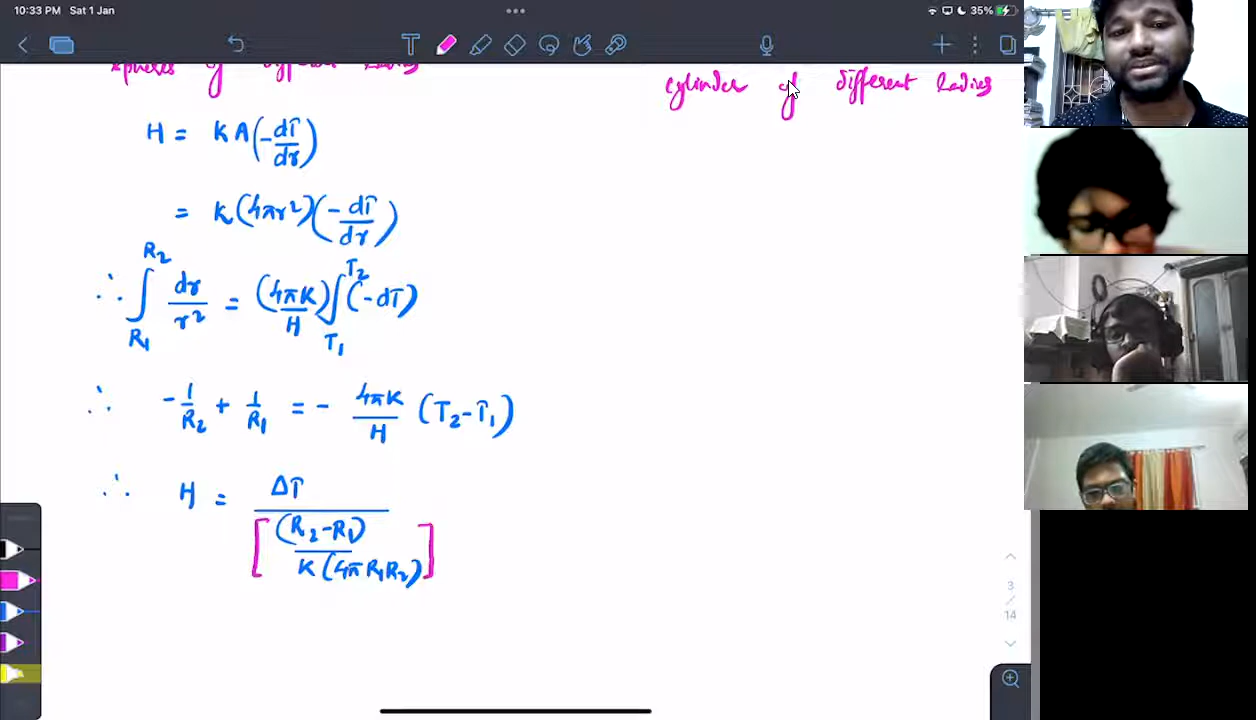 10:33 PM Sat 1 Jan
35%
spheres of different radius
cylinder of different Radius
H = KA(-dT/dr)
= K(4πr²)(-dT/dr)
∴ ∫_{R₁}^{R₂} dr/r² = (4πK/H) ∫_{T₁}^{T₂} (-dT)
∴ -1/R₂ + 1/R₁ = - 4πK/H (T₂-T₁)
∴ H = ΔT / [(R₂-R₁) / K(4πR₁R₂)]
3
/
14